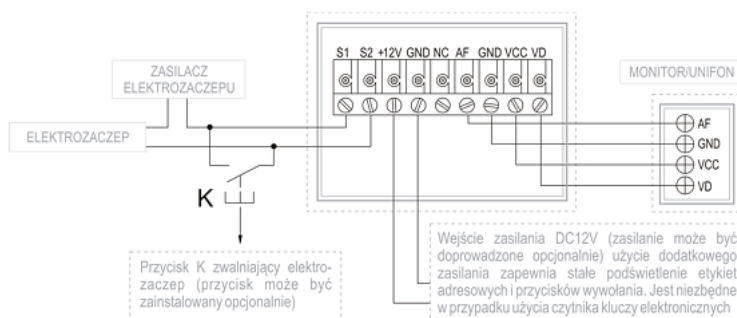 S1 S2 +12V GND NC AF GND VCC VD
ZASILACZ
ELEKTROZACZEPU
MONITOR/UNIFON
ELEKTROZACZEP
AF
GND
VCC
VD
K
Przycisk K zwalniający elektro-
zaczep (przycisk może być
zainstalowany opcjonalnie)
Wejście zasilania DC12V (zasilanie może być
doprowadzone opcjonalnie) użycie dodatkowego
zasilania zapewnia stałe podświetlenie etykiet
adresowych i przycisków wywołania. Jest niezbędne
w przypadku użycia czytnika kluczy elektronicznych